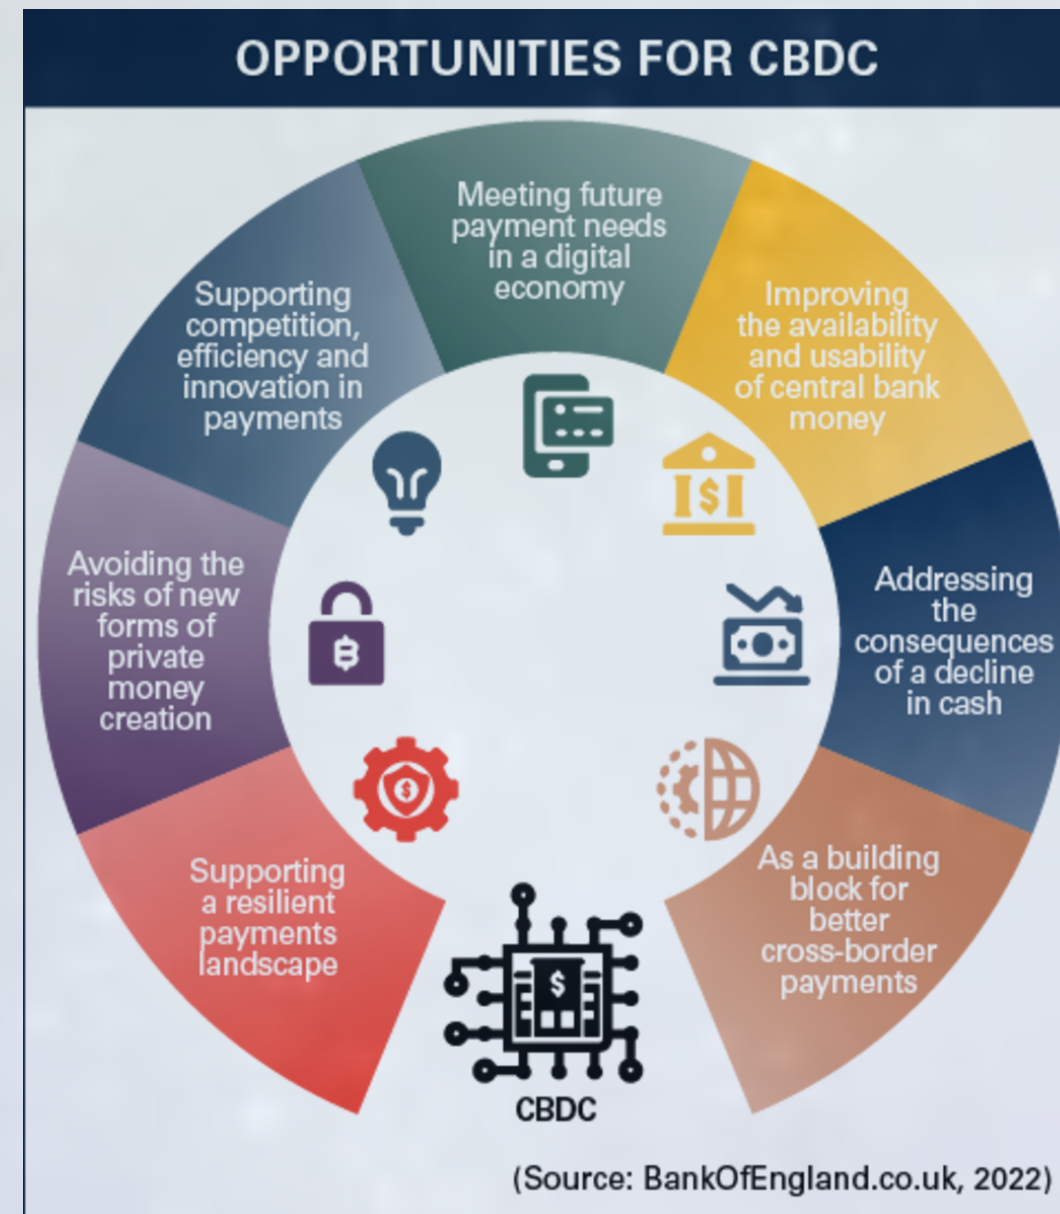 OPPORTUNITIES FOR CBDC
Supporting
a resilient
payments
landscape
Avoiding the
risks of new
forms of
private
money
creation
Supporting
competition,
efficiency and
innovation in
payments
Meeting future
payment needs
in a digital
economy
Improving
the availability
and usability
of central bank
money
Addressing
the
consequences
of a decline
in cash
As a building
block for
better
cross-border
payments
$
$
$
CBDC
(Source: BankOfEngland.co.uk, 2022)